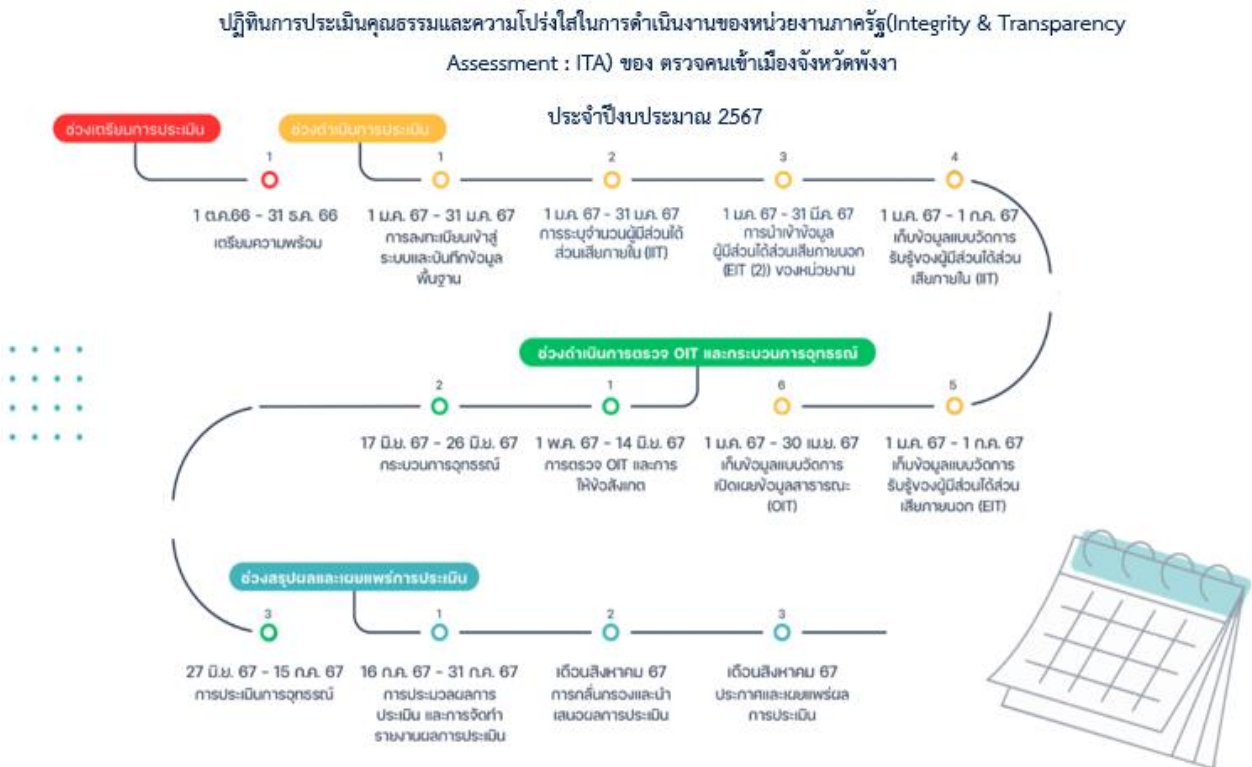 ปฏิทินการประเมินคุณธรรมและความโปร่งใสในการดำเนินงานของหน่วยงานภาครัฐ(Integrity & Transparency
Assessment : ITA) ของ ตรวจคนเข้าเมืองจังหวัดพังงา
ประจำปีงบประมาณ 2567
ช่วงเตรียมการประเมิน
1
1 ต.ค.66 - 31 ธ.ค. 66
เตรียมความพร้อม
ช่วงดำเนินการประเมิน
1
1 ม.ค. 67 - 31 ม.ค. 67
การลงทะเบียนเข้าสู่
ระบบและบันทึกข้อมูล
พื้นฐาน
2
1 ม.ค. 67 - 31 ม.ค. 67
การระบุจำนวนผู้มีส่วนได้
ส่วนเสียภายใน (IIT)
3
1 ม.ค. 67 - 31 มี.ค. 67
การนำเข้าข้อมูล
ผู้มีส่วนได้ส่วนเสียภายนอก
(EIT (2)) ของหน่วยงาน
4
1 ม.ค. 67 - 1 ก.ค. 67
เก็บข้อมูลแบบวัดการ
รับรู้ของผู้มีส่วนได้ส่วน
เสียภายใน (IIT)
5
1 ม.ค. 67 - 1 ก.ค. 67
เก็บข้อมูลแบบวัดการ
รับรู้ของผู้มีส่วนได้ส่วน
เสียภายนอก (EIT)
6
1 ม.ค. 67 - 30 เม.ย. 67
เก็บข้อมูลแบบวัดการ
เปิดเผยข้อมูลสาธารณะ
(OIT)
ช่วงดำเนินการตรวจ OIT และกระบวนการอุทธรณ์
1
1 พ.ค. 67 - 14 มิ.ย. 67
การตรวจ OIT และการ
ให้ข้อสังเกต
2
17 มิ.ย. 67 - 26 มิ.ย. 67
กระบวนการอุทธรณ์
3
27 มิ.ย. 67 - 15 ก.ค. 67
การประเมินการอุทธรณ์
ช่วงสรุปผลและเผยแพร่การประเมิน
1
16 ก.ค. 67 - 31 ก.ค. 67
การประมวลผลการ
ประเมิน และการจัดทำ
รายงานผลการประเมิน
2
เดือนสิงหาคม 67
การกลั่นกรองและนำ
เสนอผลการประเมิน
3
เดือนสิงหาคม 67
ประกาศและเผยแพร่ผล
การประเมิน